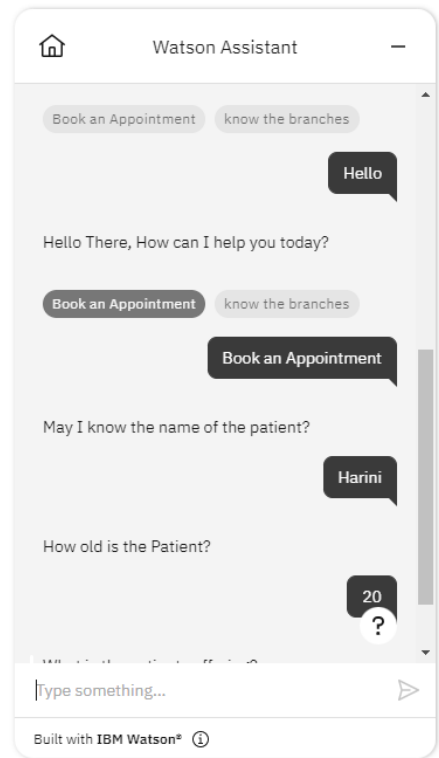 Watson Assistant
Book an Appointment know the branches
Hello
Hello There, How can I help you today?
Book an Appointment know the branches
Book an Appointment
May I know the name of the patient?
Harini
How old is the Patient?
20
?
Type something...
Built with IBM Watson®